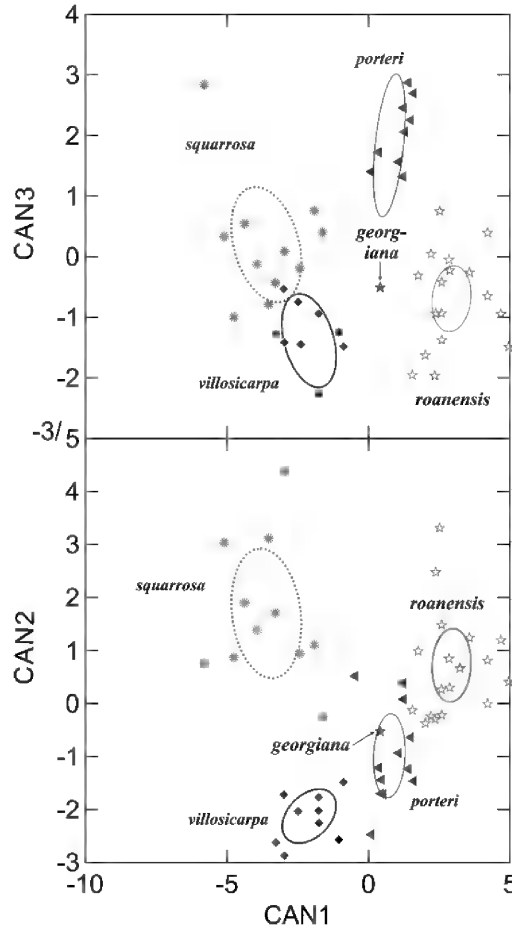 4
porteri
3
squarrosa
2
1
CAN3
georg-
iana
0
-1
-2
villosicarpa
roanensis
-3/5
4
3
squarrosa
roanensis
2
CAN2
1
0
georgiana
-1
villosicarpa
porteri
-2
-3
-10 -5 0 5
CAN1